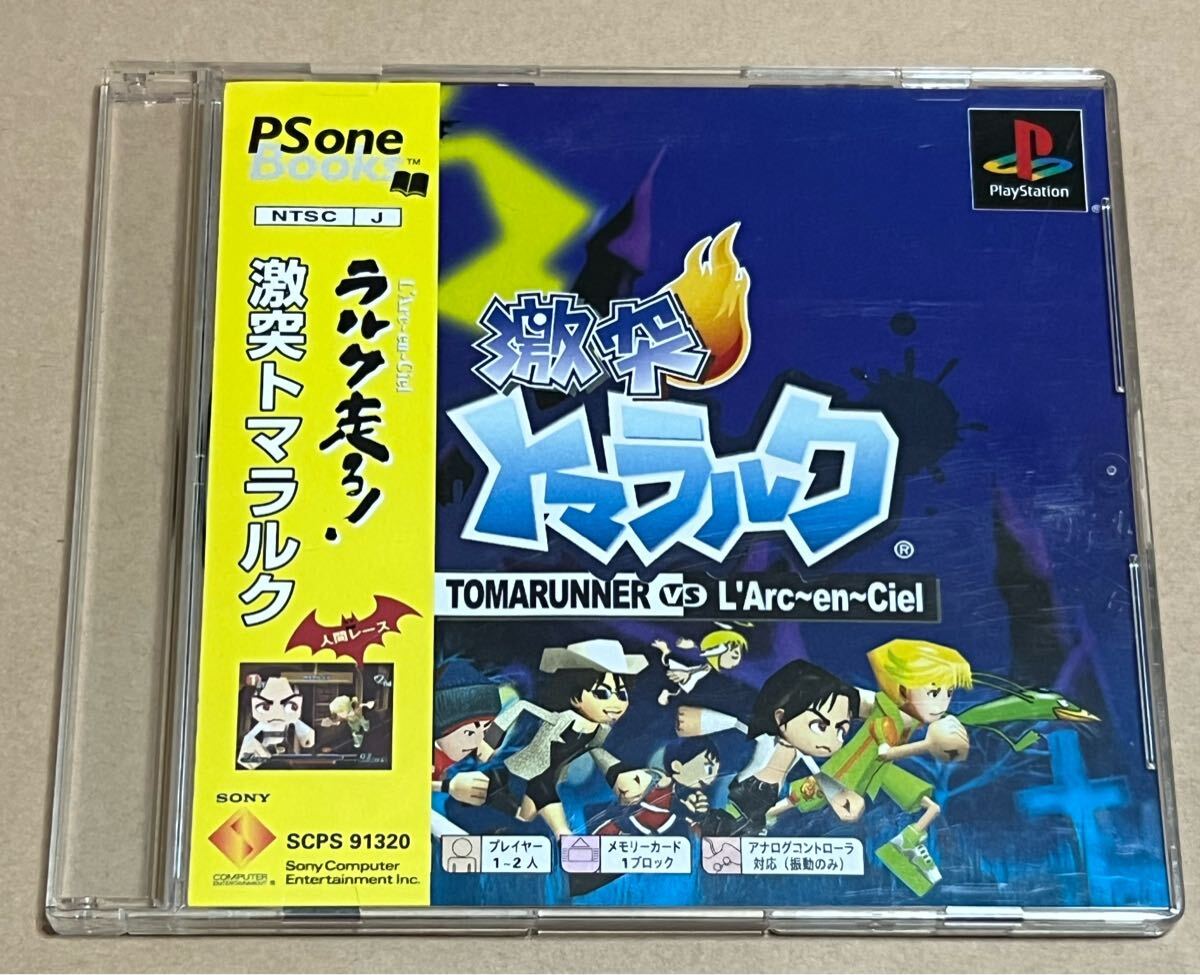 PS one
Books™
NTSC J
L'Arc~en~Ciel
ラルク走る!
激突トマラルク
人間レース
SONY
COMPUTER
ENTERTAINMENT
SCPS 91320
Sony Computer
Entertainment Inc.
PlayStation
®
激突
トマラルク
®
TOMARUNNER VS L'Arc~en~Ciel
プレイヤー
1~2人
メモリーカード
1ブロック
アナログコントローラ
対応(振動のみ)